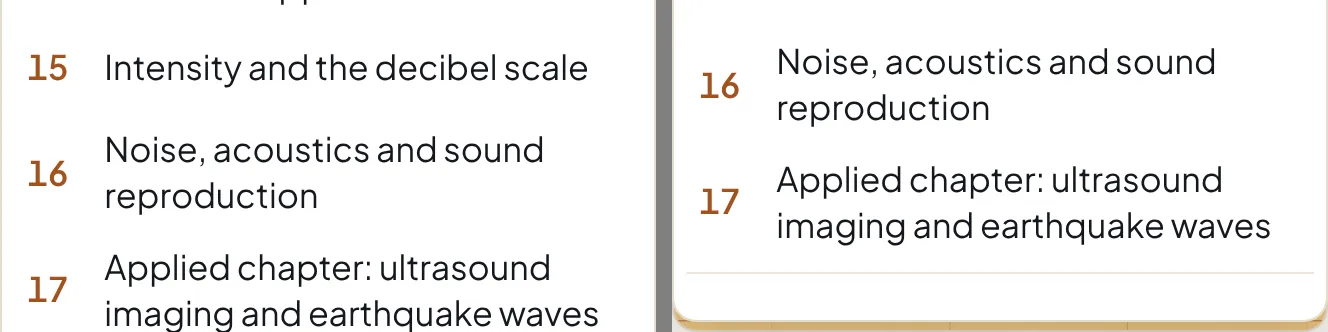 15 Intensity and the decibel scale
16 Noise, acoustics and sound
reproduction
17 Applied chapter: ultrasound
imaging and earthquake waves
16 Noise, acoustics and sound
reproduction
17 Applied chapter: ultrasound
imaging and earthquake waves